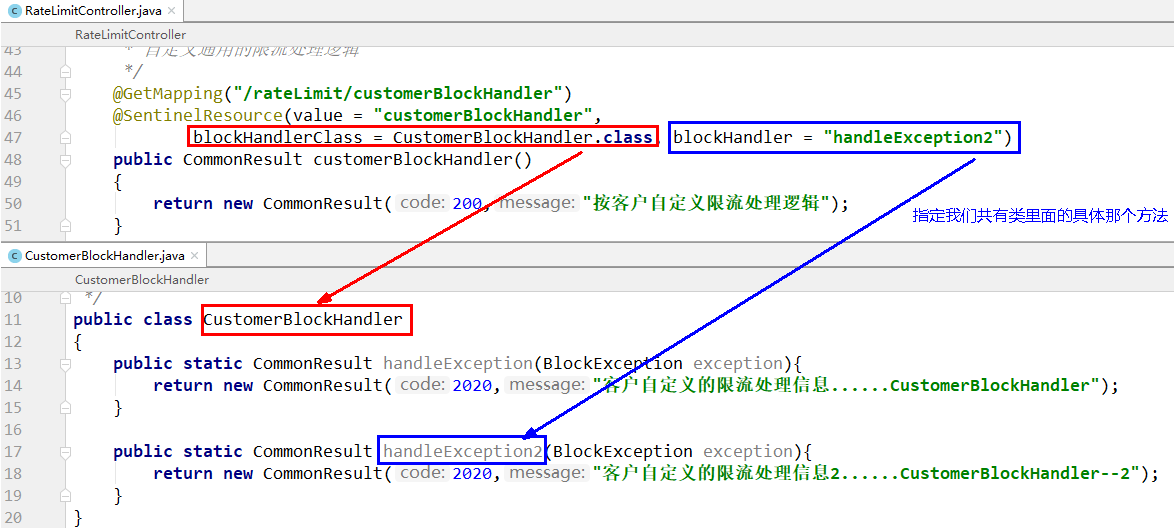 RateLimitController.java
RateLimitController
43 * 自定义通用的限流处理逻辑
44 */
45 @GetMapping("/rateLimit/customerBlockHandler")
46 @SentinelResource(value = "customerBlockHandler",
47 blockHandlerClass = CustomerBlockHandler.class, blockHandler = "handleException2")
48 public CommonResult customerBlockHandler()
49 {
50 return new CommonResult( code: 200, message: "按客户自定义限流处理逻辑");
51 }
指定我们共有类里面的具体那个方法
CustomerBlockHandler.java
CustomerBlockHandler
10 */
11 public class CustomerBlockHandler
12 {
13 public static CommonResult handleException(BlockException exception){
14 return new CommonResult( code: 2020, message: "客户自定义的限流处理信息......CustomerBlockHandler");
15 }
16
17 public static CommonResult handleException2(BlockException exception){
18 return new CommonResult( code: 2020, message: "客户自定义的限流处理信息2......CustomerBlockHandler--2");
19 }
20 }